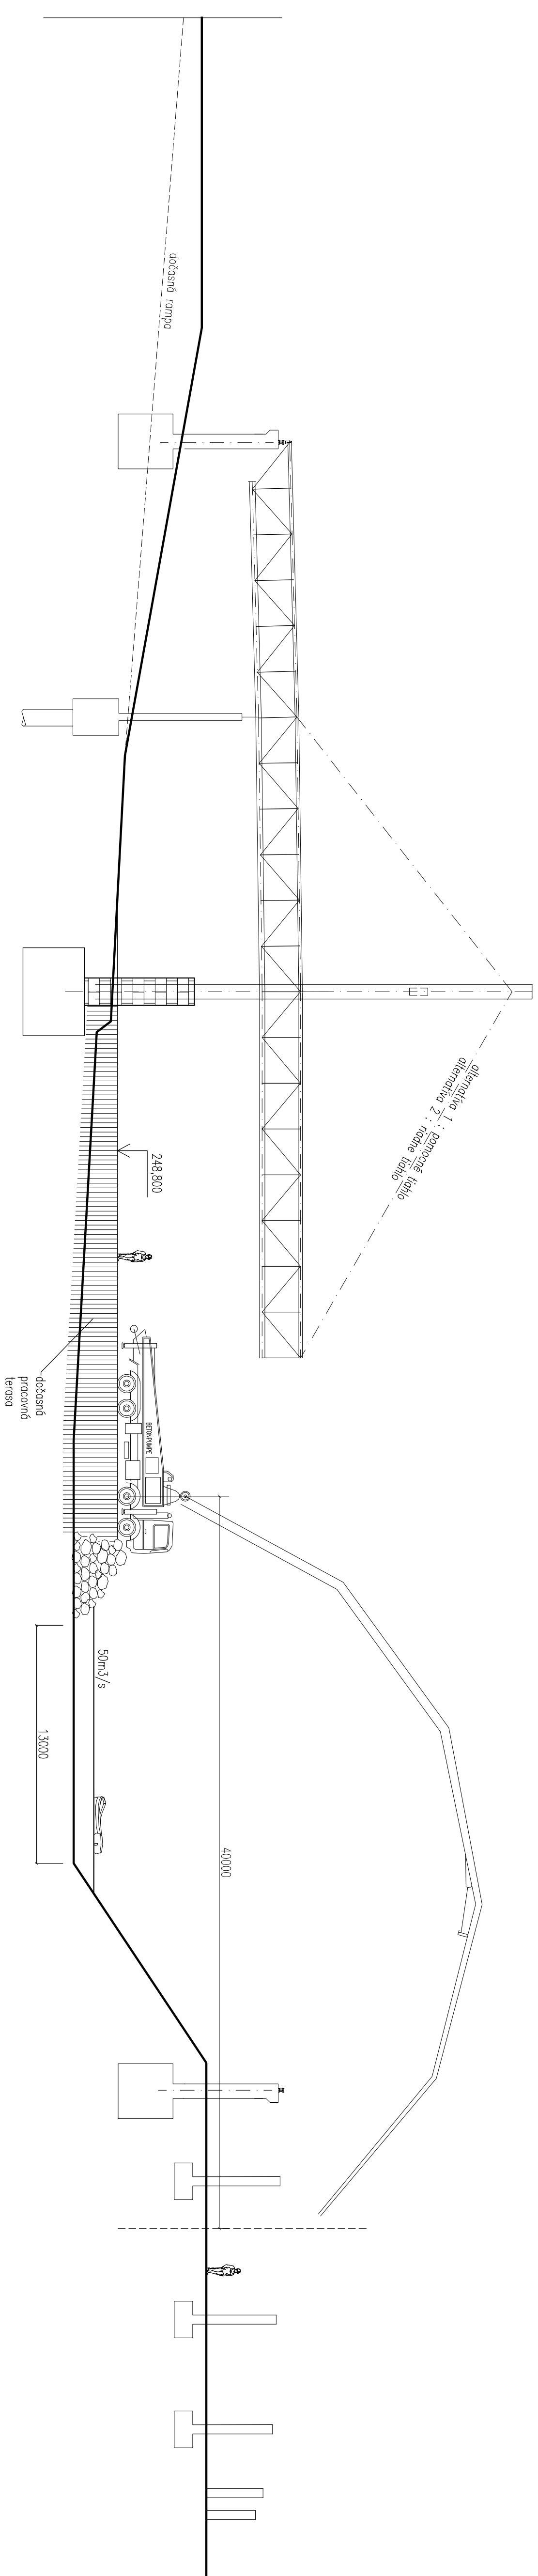 dočasná rampa
alternatíva 1 : pomocné tiahlo
alternatíva 2 : riadne tiahlo
248,800
dočasná
pracovná
terasa
BETONPUMPE
50m3/s
13000
40000